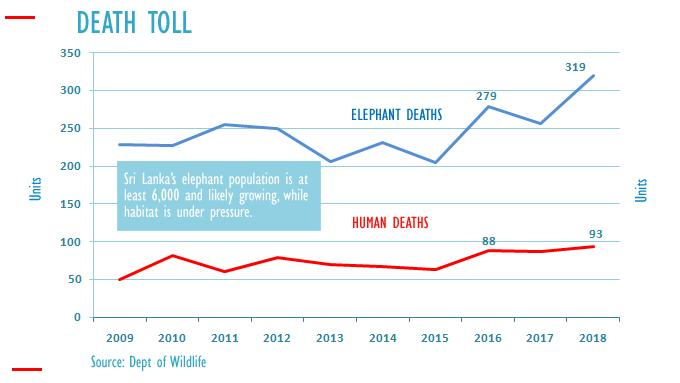 DEATH TOLL
350
300
250
200
150
100
50
0
Units
Units
319
279
ELEPHANT DEATHS
Sri Lanka's elephant population is at
least 6,000 and likely growing, while
habitat is under pressure.
HUMAN DEATHS
88
93
2009 2010 2011 2012 2013 2014 2015 2016 2017 2018
Source: Dept of Wildlife